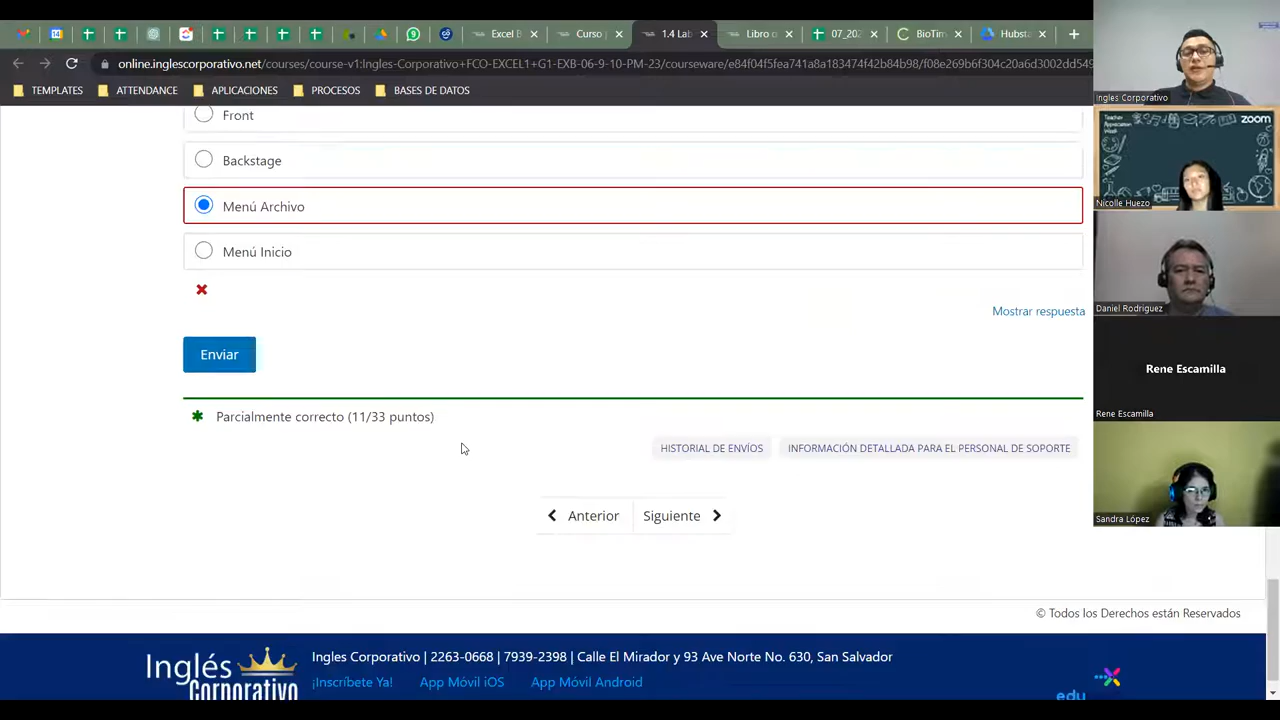 Excel B
Curso
1.4 Lab
Libro
07_202
BioTim
Hubsta
online.inglescorporativo.net/courses/course-v1:Ingles-Corporativo+FCO-EXCEL1+G1-EXB-06-9-10-PM-23/courseware/e84f04f5fea741a8a183474f42b84b98/f08e269b6f304c20a6d3002dd549
TEMPLATES
ATTENDANCE
APLICACIONES
PROCESOS
BASES DE DATOS
Front
Backstage
Menú Archivo
Menú Inicio
Mostrar respuesta
Enviar
Parcialmente correcto (11/33 puntos)
HISTORIAL DE ENVÍOS
INFORMACIÓN DETALLADA PARA EL PERSONAL DE SOPORTE
Anterior
Siguiente
© Todos los Derechos están Reservados
Inglés
Corporativo
Ingles Corporativo | 2263-0668 | 7939-2398 | Calle El Mirador y 93 Ave Norte No. 630, San Salvador
¡Inscríbete Ya!
App Móvil iOS
App Móvil Android
edu
Ingles Corporativo
Teacher
Appreciation
Week
zoom
Nicolle Huezo
Daniel Rodriguez
Rene Escamilla
Rene Escamilla
Sandra López